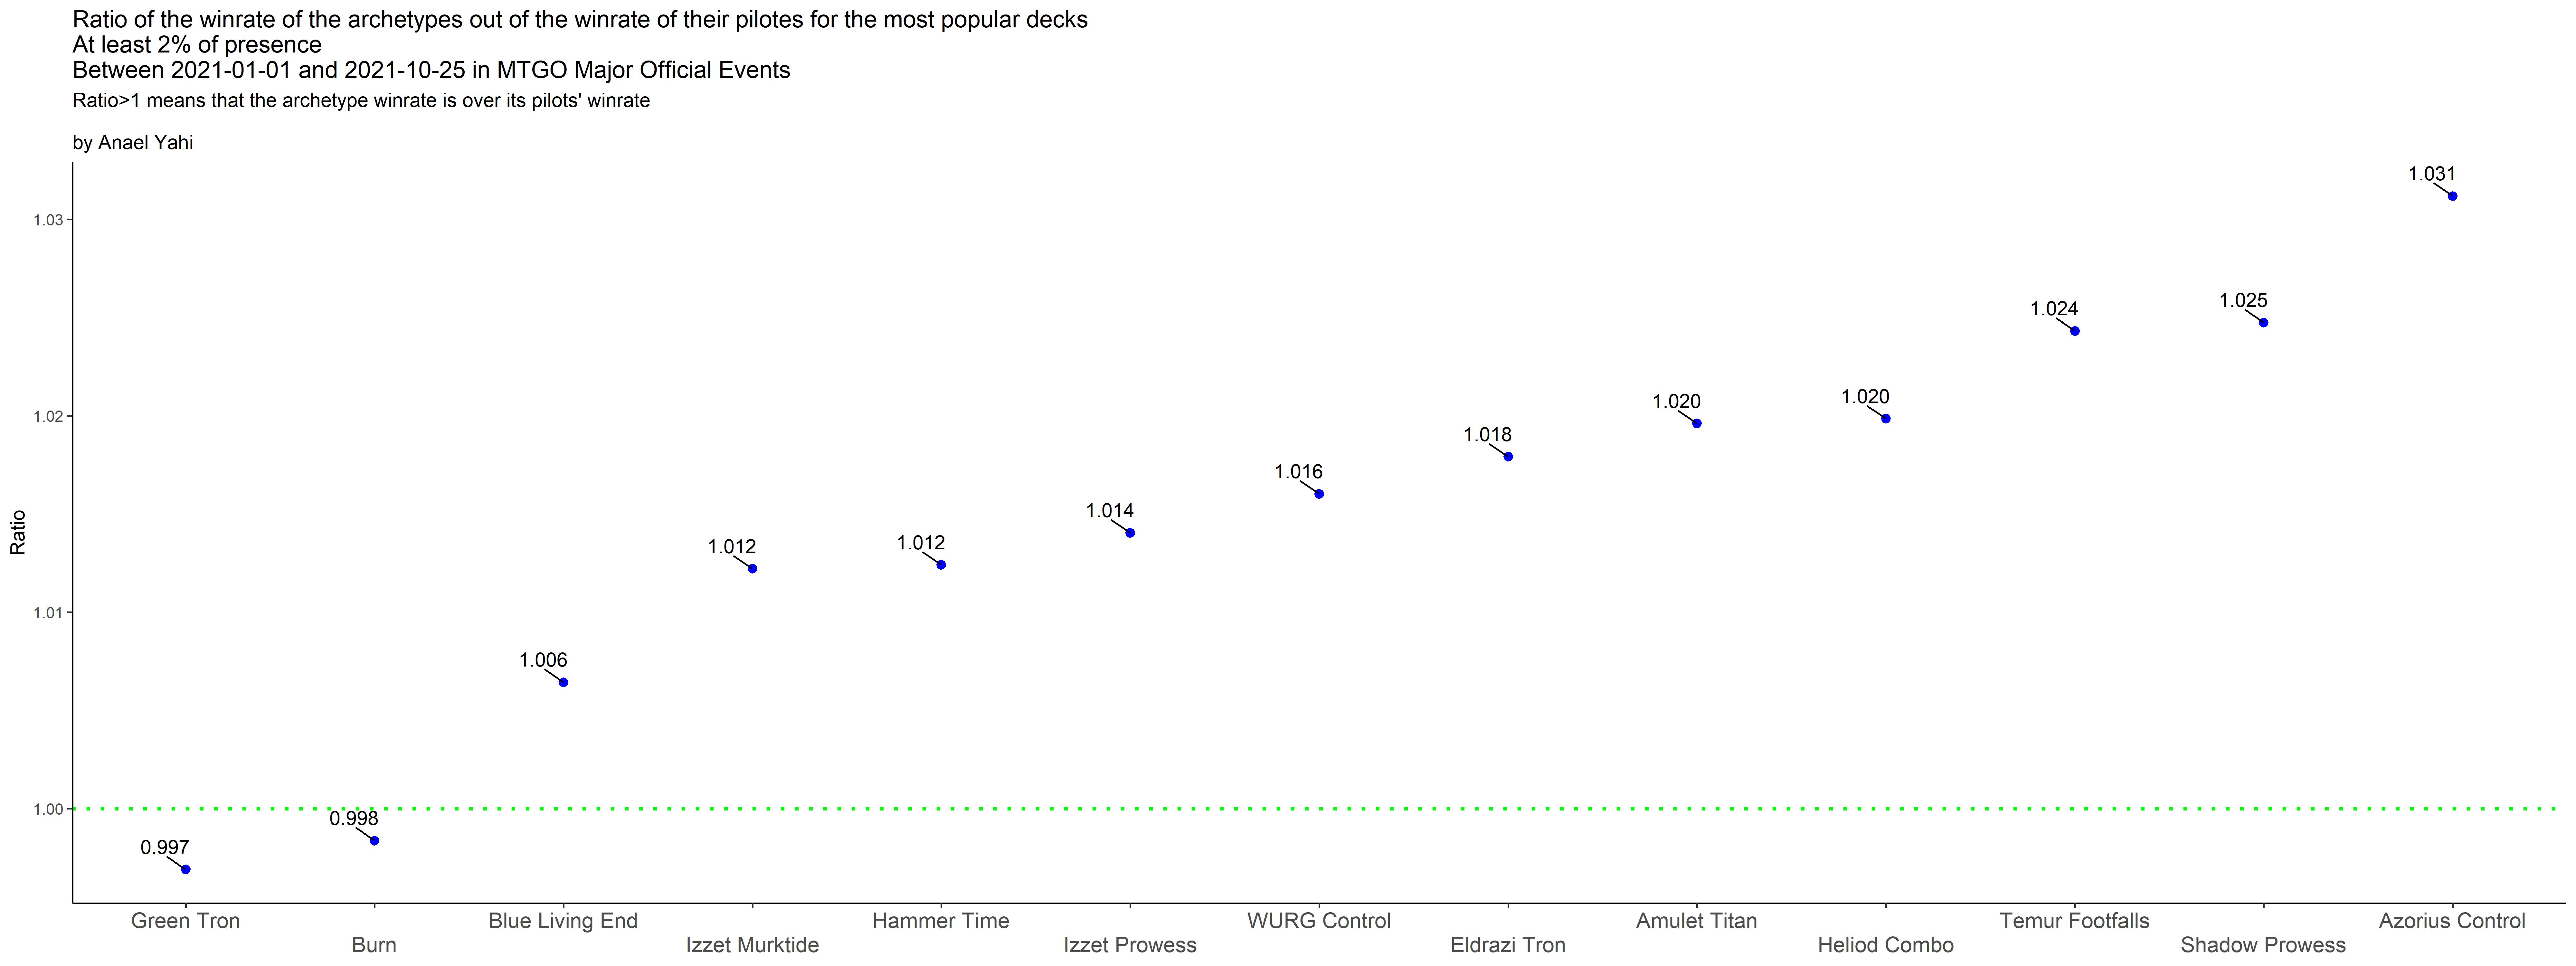 Ratio of the winrate of the archetypes out of the winrate of their pilotes for the most popular decks
At least 2% of presence
Between 2021-01-01 and 2021-10-25 in MTGO Major Official Events
Ratio>1 means that the archetype winrate is over its pilots' winrate
by Anael Yahi
Ratio
1.03
1.02
1.01
1.00
0.997
0.998
1.006
1.012
1.012
1.014
1.016
1.018
1.020
1.020
1.024
1.025
1.031
Green Tron
Burn
Blue Living End
Izzet Murktide
Hammer Time
Izzet Prowess
WURG Control
Eldrazi Tron
Amulet Titan
Heliod Combo
Temur Footfalls
Shadow Prowess
Azorius Control